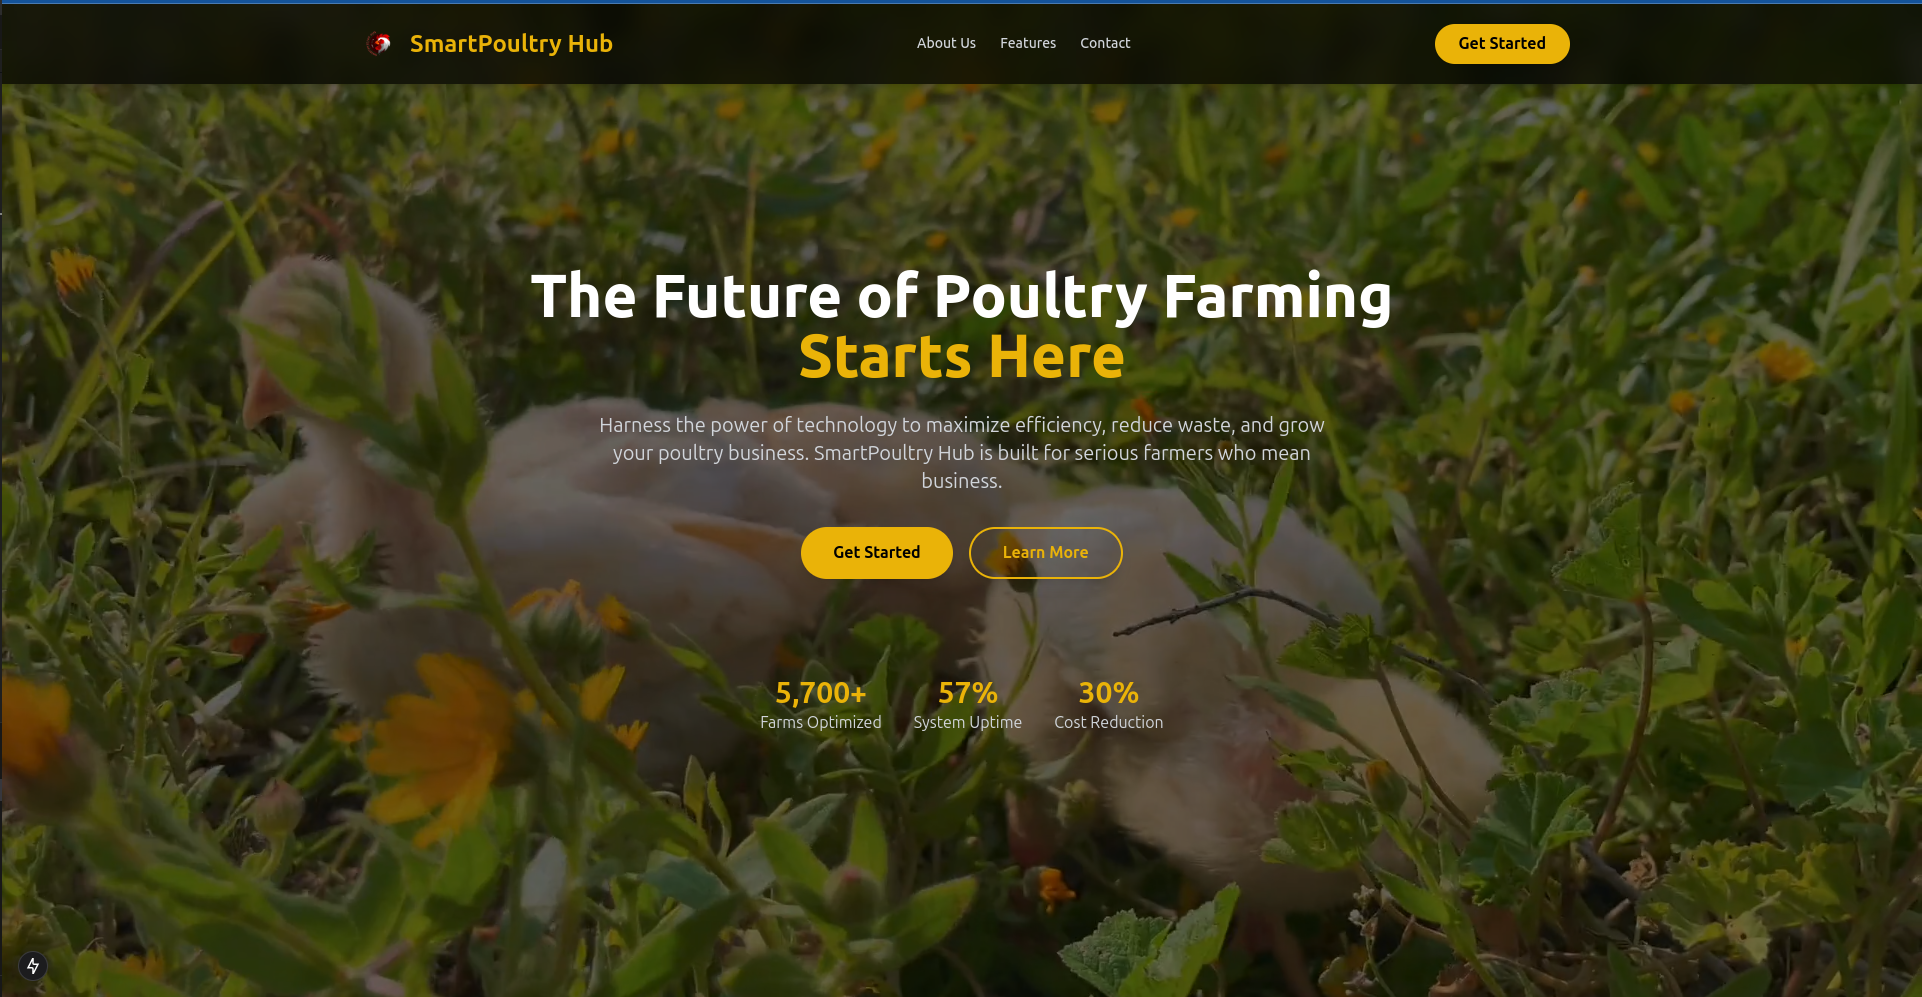 SmartPoultry Hub
About Us
Features
Contact
Get Started
The Future of Poultry Farming
Starts Here
Harness the power of technology to maximize efficiency, reduce waste, and grow
your poultry business. SmartPoultry Hub is built for serious farmers who mean
business.
Get Started
Learn More
5,700+
57%
30%
Farms Optimized
System Uptime
Cost Reduction